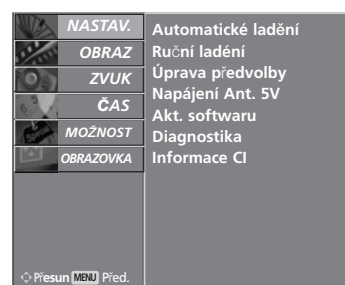 NASTAV.
OBRAZ
ZVUK
ČAS
MOŽNOST
OBRAZOVKA
Automatické ladění
Ruční ladéní
Úprava předvolby
Napájení Ant. 5V
Akt. softwaru
Diagnostika
Informace CI
Přesun MENU Před.